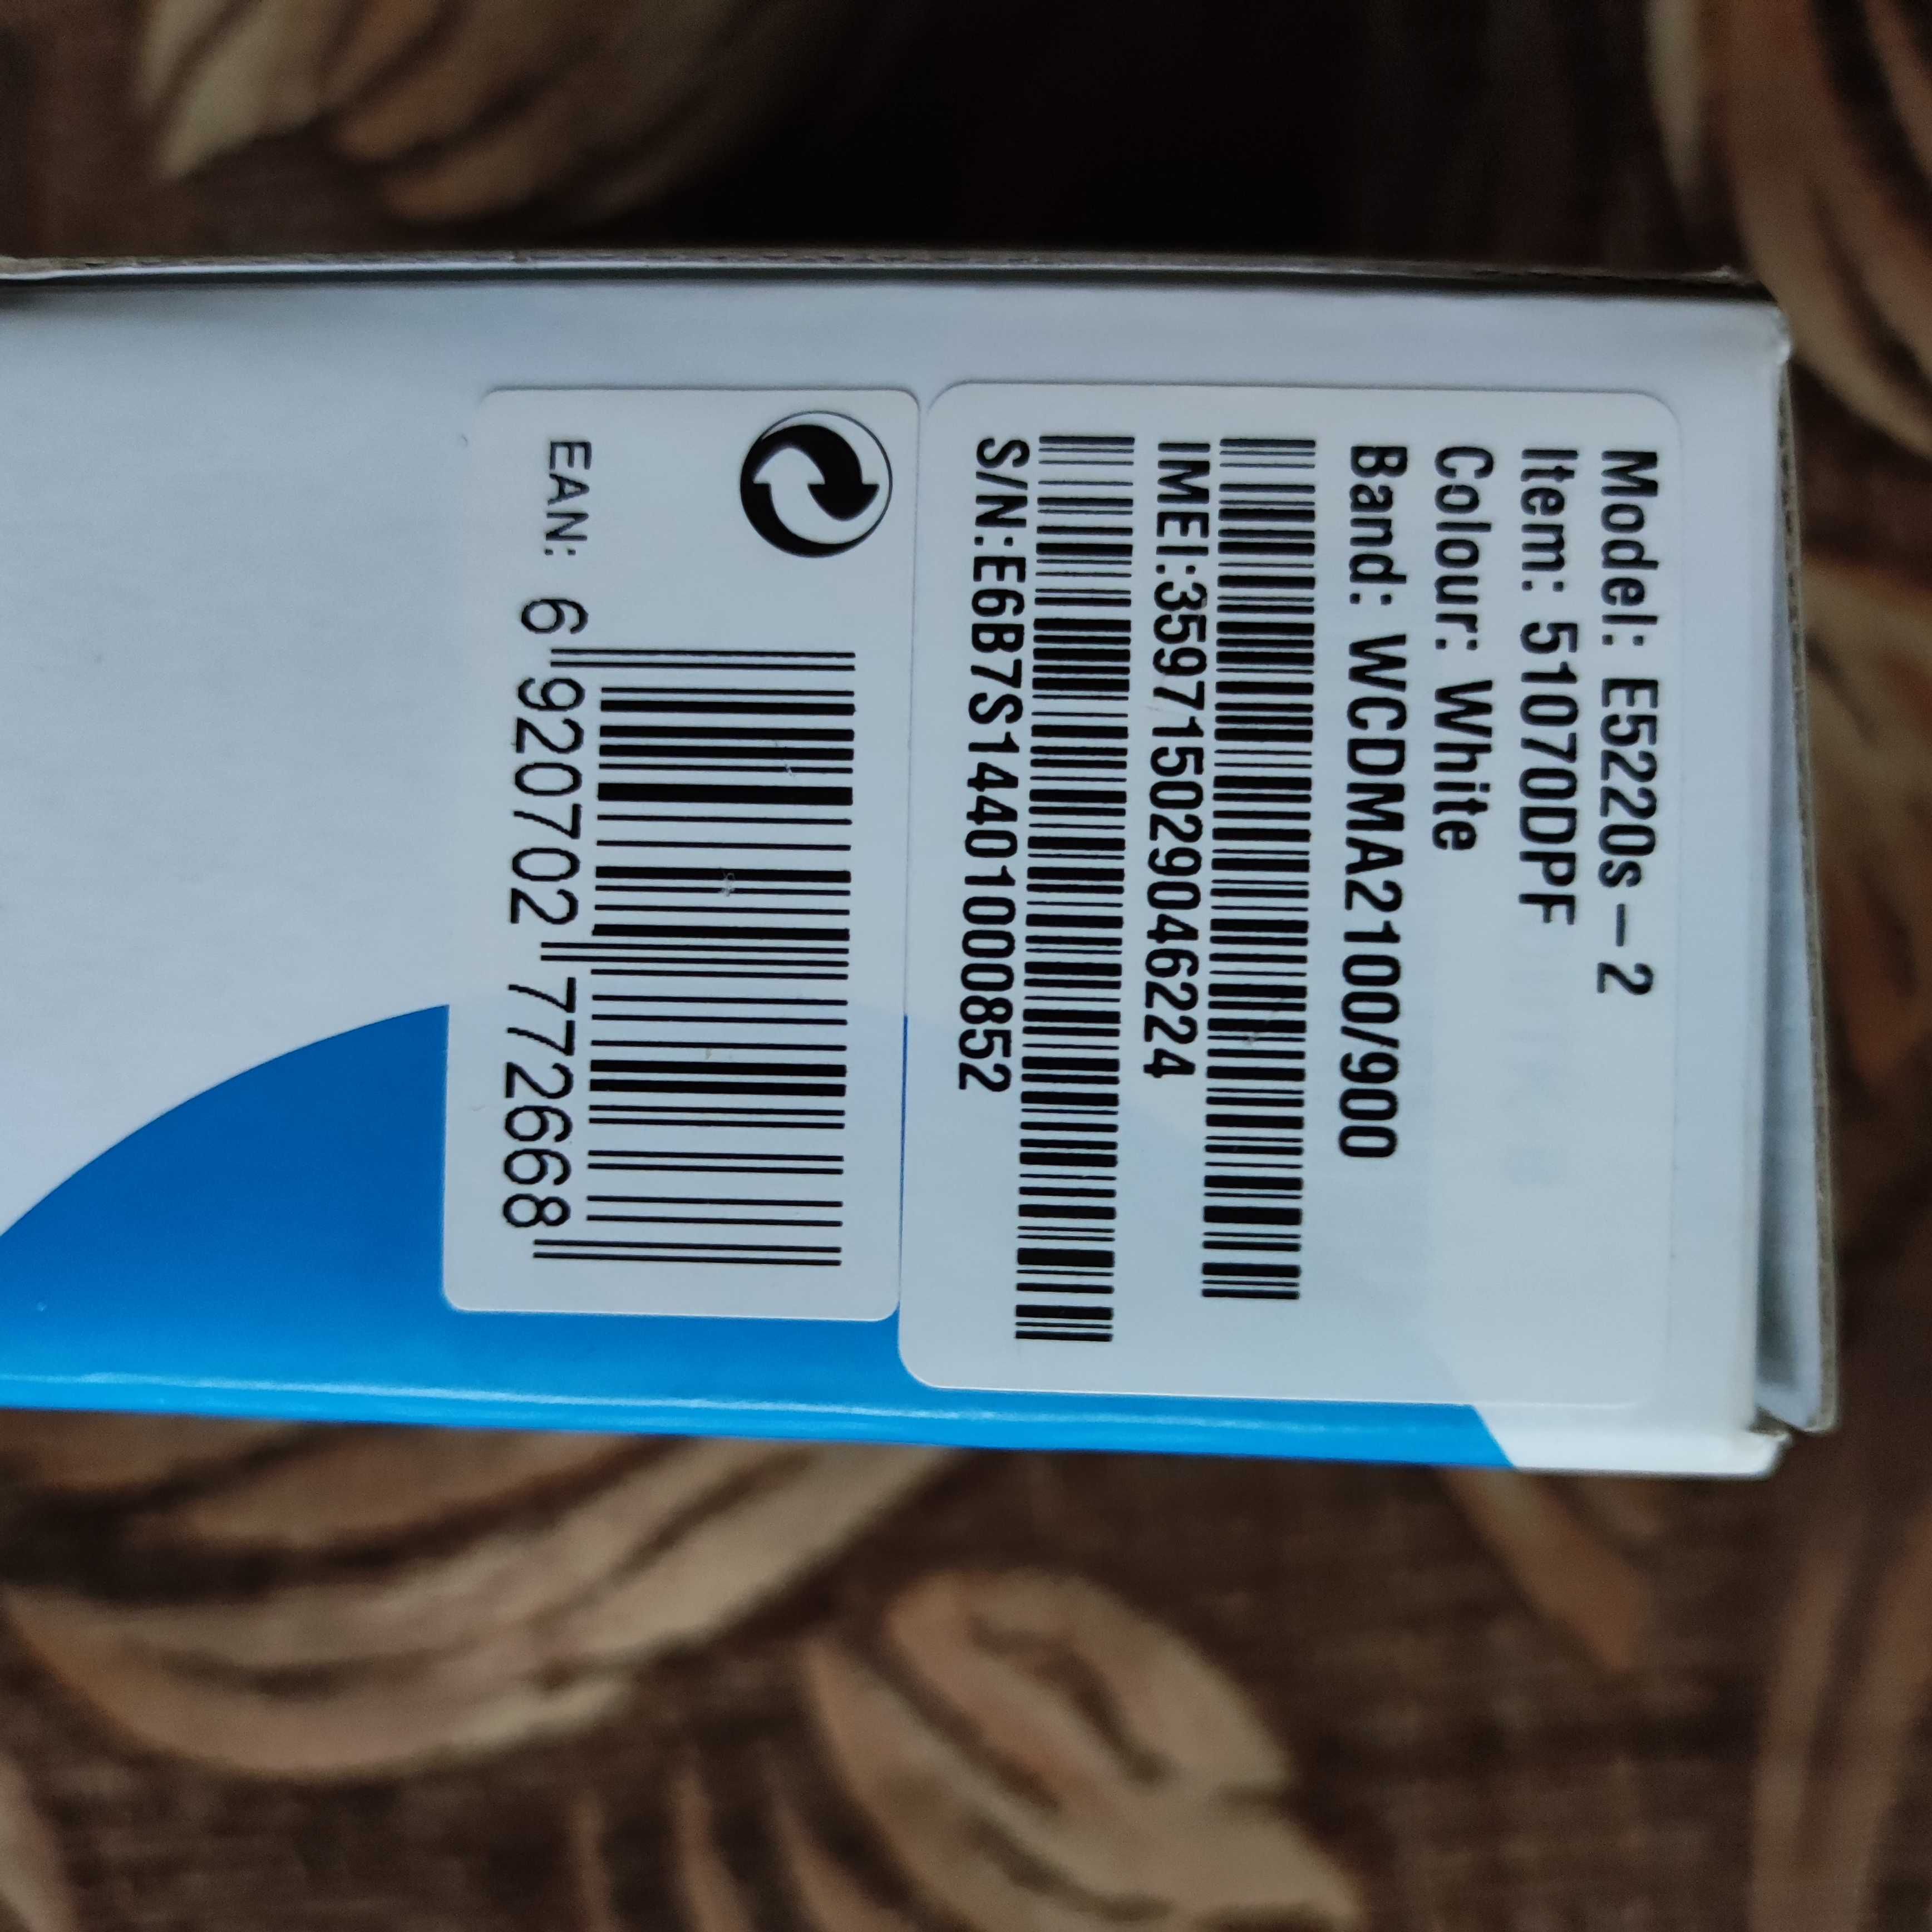 Model: E5220s-2
Item: 51070DPF
Colour: White
Band: WCDMA2100/900
IMEI:359715029046224
S/N:E6B7S14401000852
EAN: 6 920702 772668